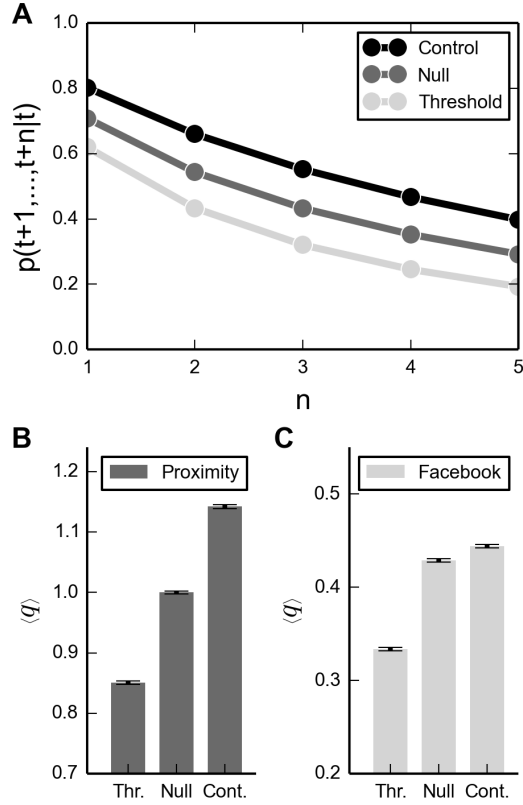 A
1.0
0.8
0.6
0.4
0.2
0.0
p(t+1,...,t+n|t)
Control
Null
Threshold
1 2 3 4 5
n
B
1.2
1.1
1.0
0.9
0.8
0.7
⟨q⟩
Proximity
Thr. Null Cont.
C
0.5
0.4
0.3
0.2
⟨q⟩
Facebook
Thr. Null Cont.